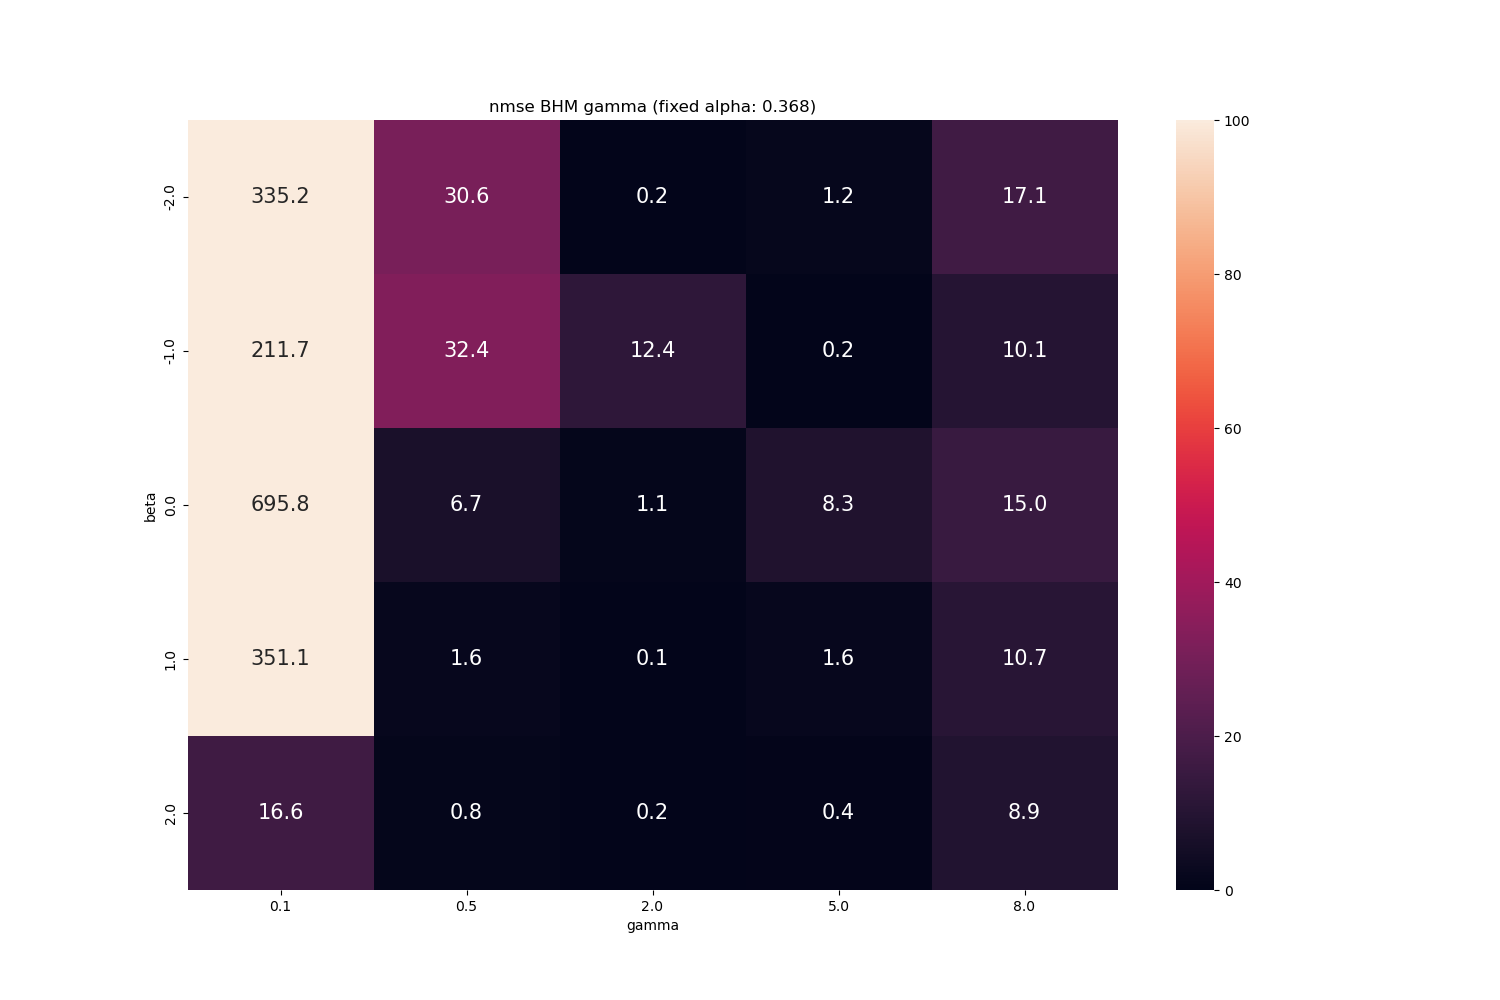 nmse BHM gamma (fixed alpha: 0.368)
-2.0 335.2 30.6 0.2 1.2 17.1
-1.0 211.7 32.4 12.4 0.2 10.1
beta
0.0 695.8 6.7 1.1 8.3 15.0
1.0 351.1 1.6 0.1 1.6 10.7
2.0 16.6 0.8 0.2 0.4 8.9
0.1 0.5 2.0 5.0 8.0
gamma
100
80
60
40
20
0